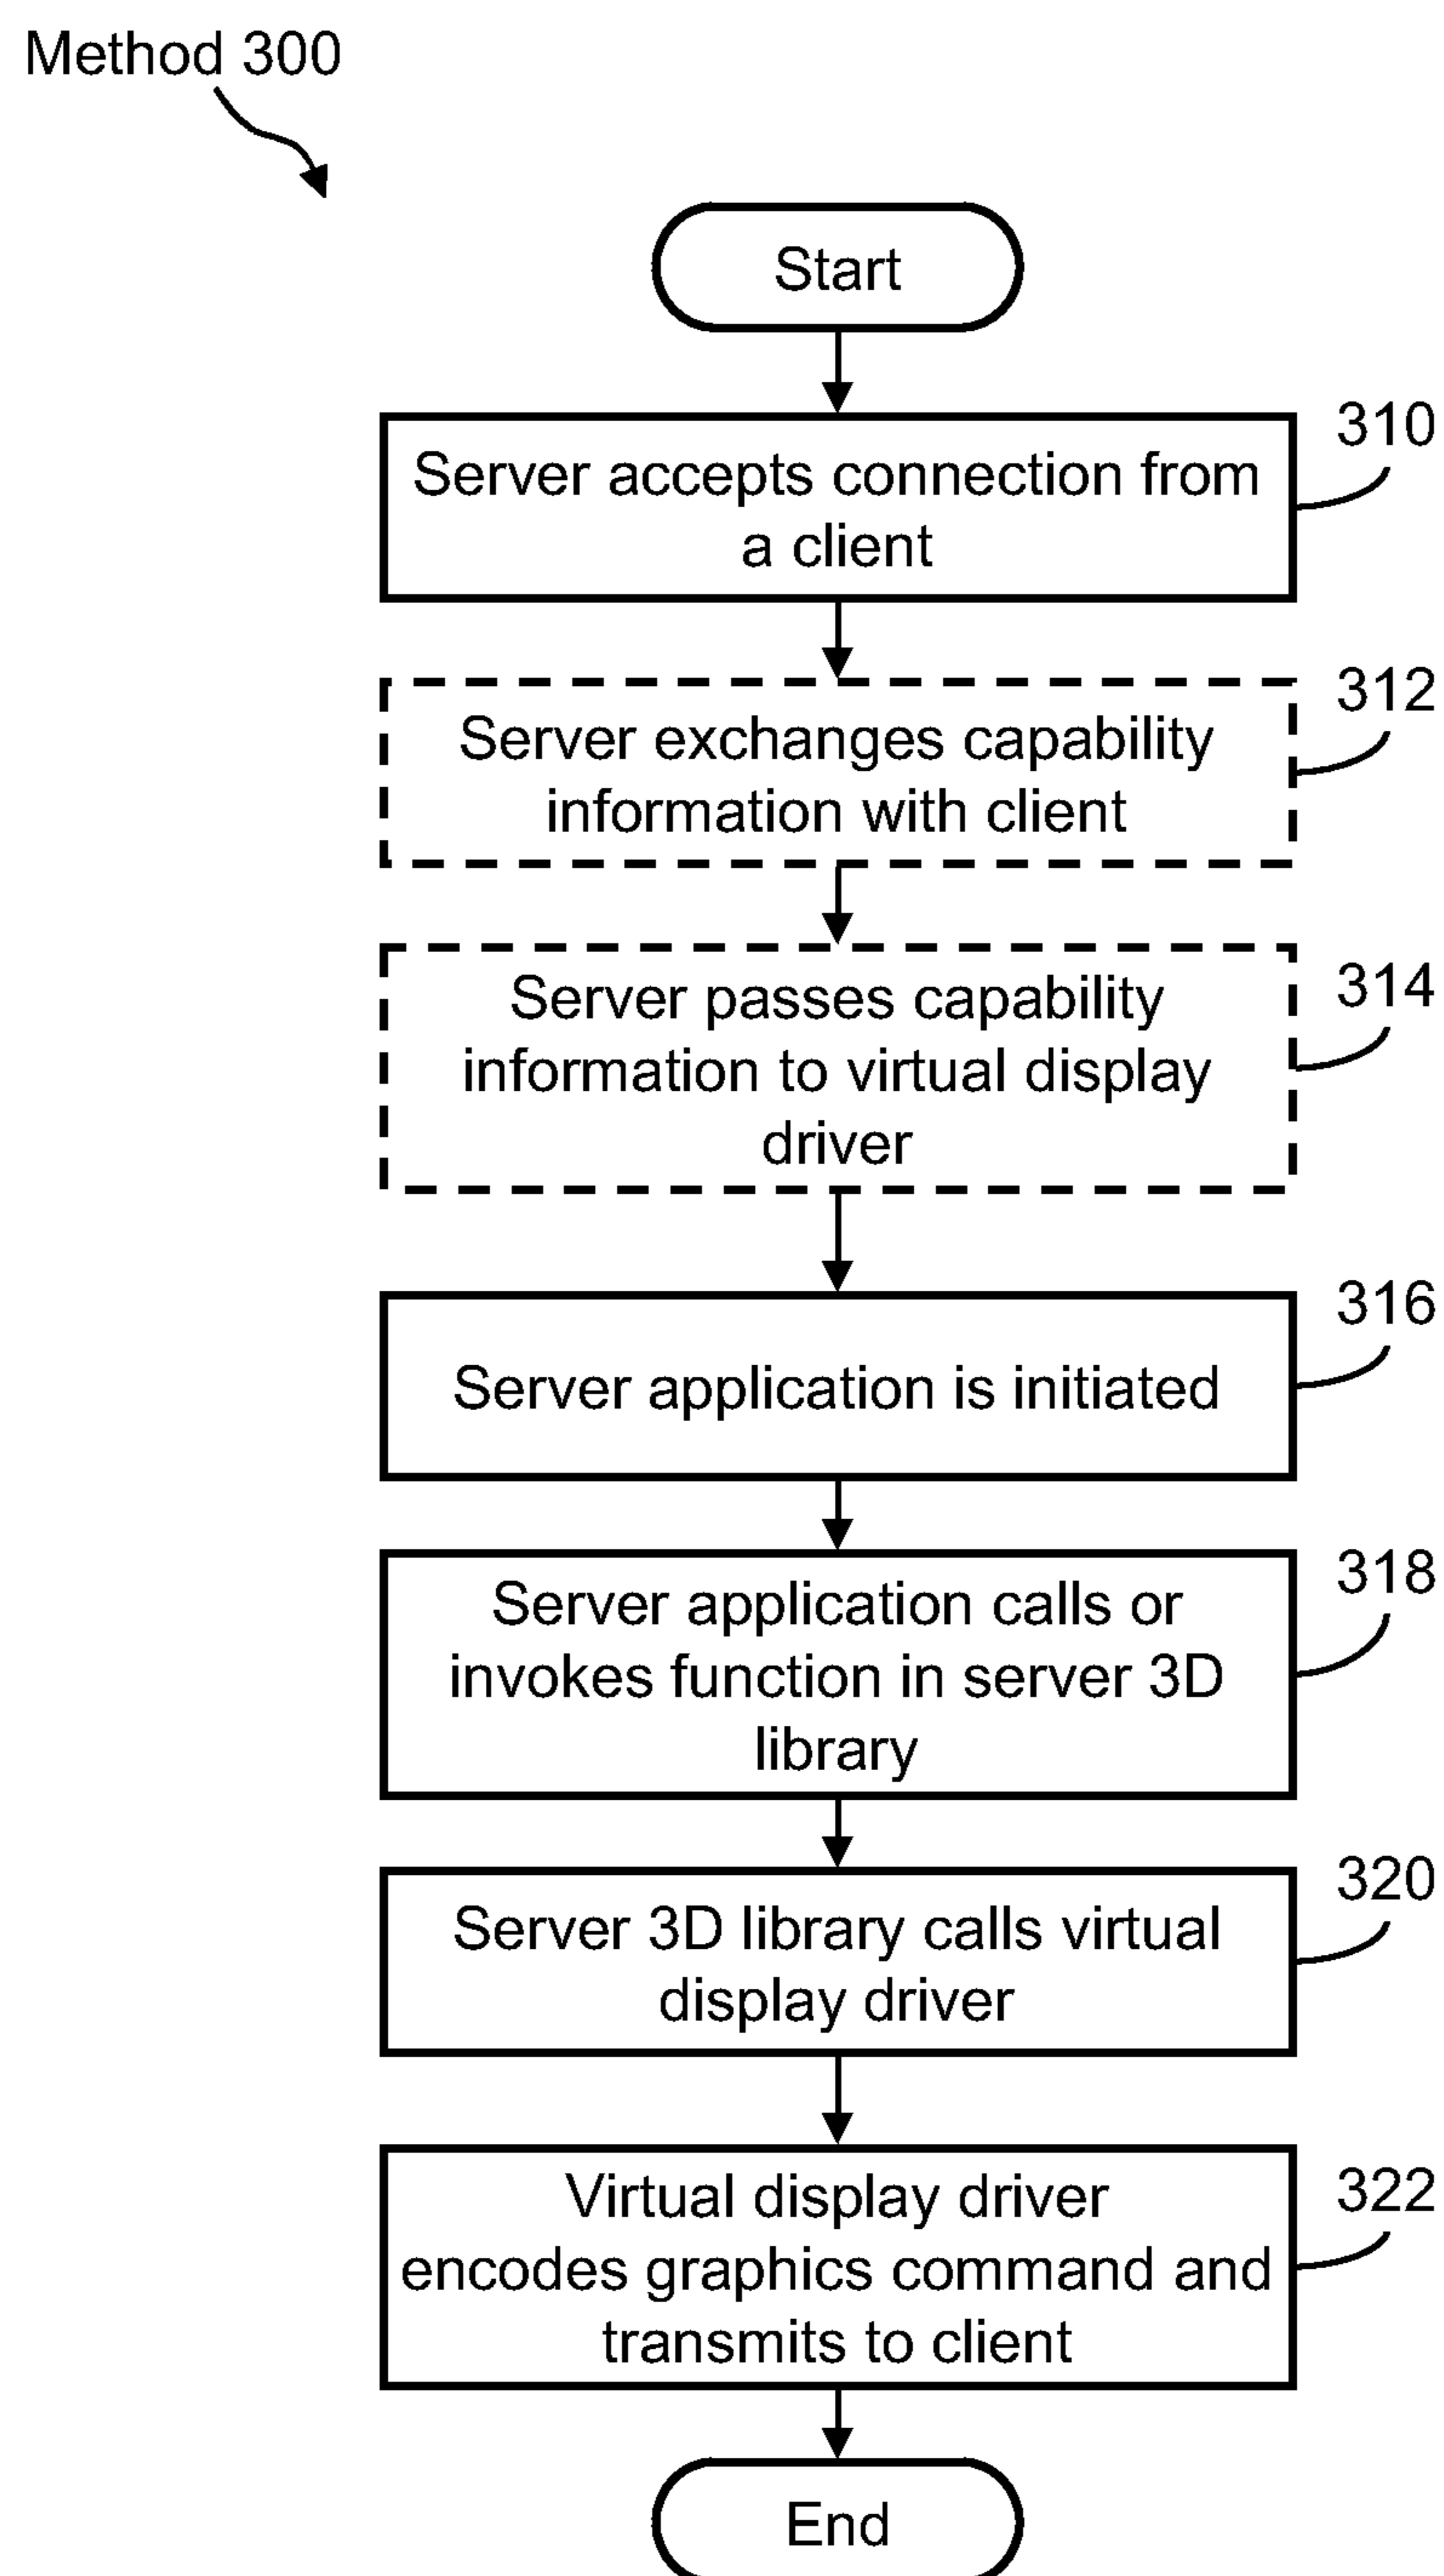 Method 300
Start
310
Server accepts connection from
a client
312
Server exchanges capability
information with client
314
Server passes capability
information to virtual display
driver
316
Server application is initiated
318
Server application calls or
invokes function in server 3D
library
320
Server 3D library calls virtual
display driver
322
Virtual display driver
encodes graphics command and
transmits to client
End